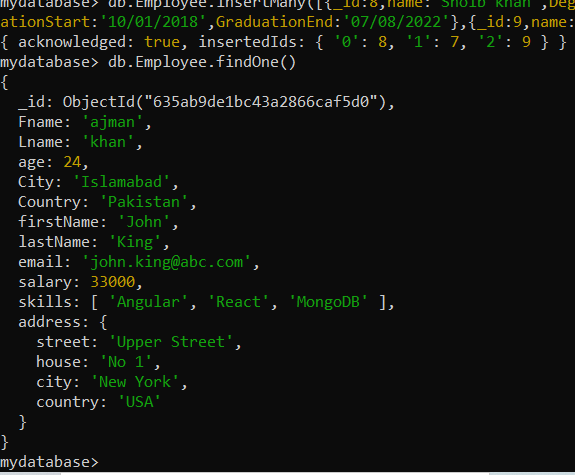 mydatabase> db.Employee.insertMany([{_id:8,name:'Shoib khan',Deg
ationStart:'10/01/2018',GraduationEnd:'07/08/2022'},{_id:9,name:
{ acknowledged: true, insertedIds: { '0': 8, '1': 7, '2': 9 } }
mydatabase> db.Employee.findOne()
{
  _id: ObjectId("635ab9de1bc43a2866caf5d0"),
  Fname: 'ajman',
  Lname: 'khan',
  age: 24,
  City: 'Islamabad',
  Country: 'Pakistan',
  firstName: 'John',
  lastName: 'King',
  email: 'john.king@abc.com',
  salary: 33000,
  skills: [ 'Angular', 'React', 'MongoDB' ],
  address: {
    street: 'Upper Street',
    house: 'No 1',
    city: 'New York',
    country: 'USA'
  }
}
mydatabase>